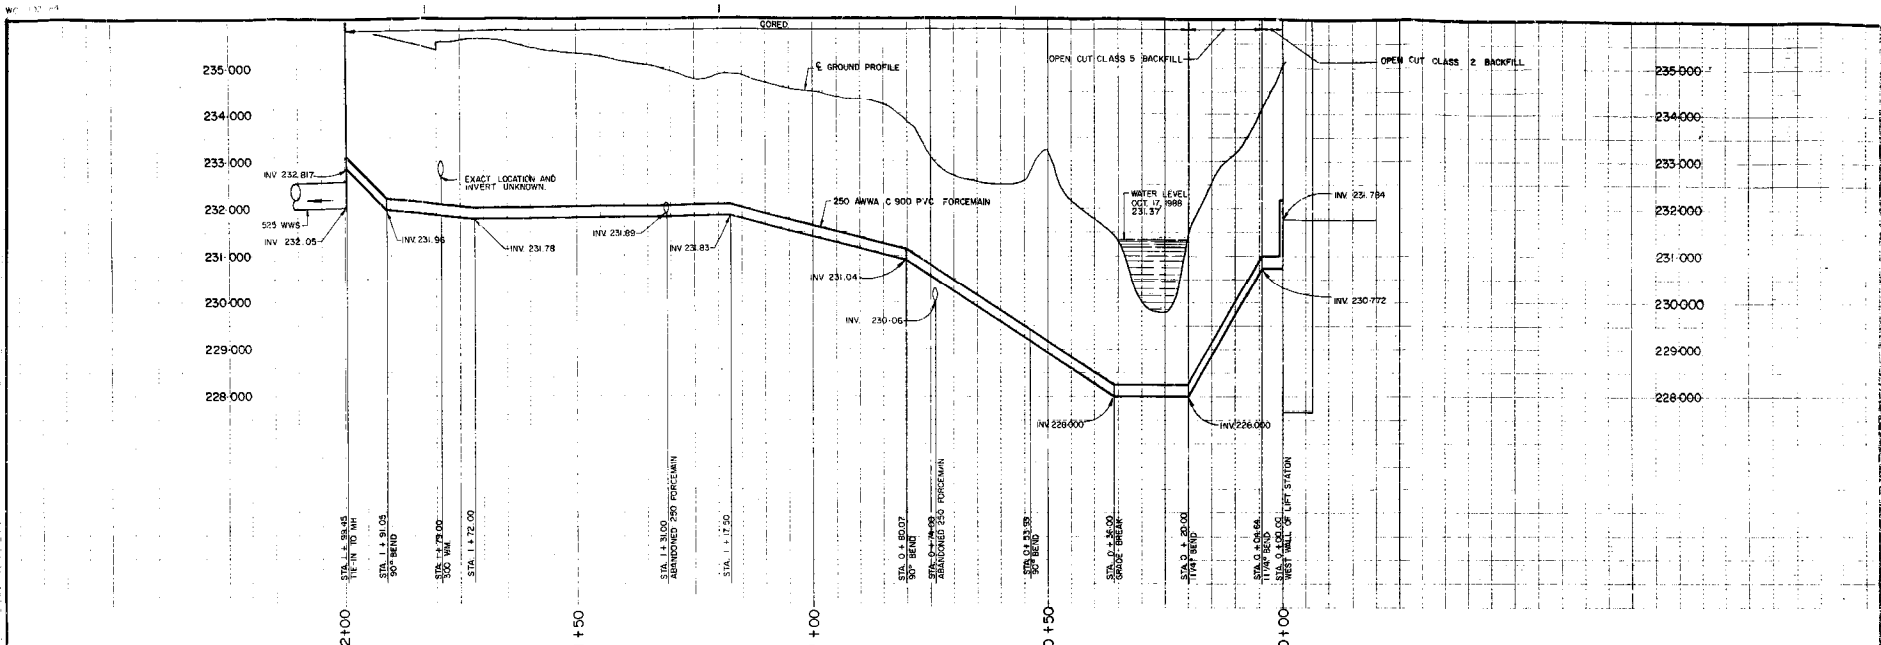 CORED
235.000
234.000
233.000
232.000
231.000
230.000
229.000
228.000
℄ GROUND PROFILE
OPEN CUT CLASS 5 BACKFILL
OPEN CUT CLASS 2 BACKFILL
235.000
234.000
233.000
232.000
231.000
230.000
229.000
228.000
INV 232.817
EXACT LOCATION AND
INVERT UNKNOWN.
525 WWS
INV 232.05
INV. 231.96
INV. 231.78
INV. 231.89
INV 231.83
250 AWWA C 900 PVC FORCEMAIN
INV 231.04
INV. 230.06
WATER LEVEL
OCT. 17, 1988
231.37
INV 231.784
INV. 230.772
INV 228.000
INV. 228.000
STA. 1 + 99.45
TIE-IN TO MH
STA. 1 + 91.05
90° BEND
STA. 1 + 79.00
300 WM.
STA. 1 + 72.00
STA. 1 + 31.00
ABANDONED 250 FORCEMAIN
STA. 1 + 17.50
STA. 0 + 80.07
90° BEND
STA. 0 + 74.00
ABANDONED 250 FORCEMAIN
STA. 0 + 53.99
90° BEND
STA. 0 + 36.00
GRADE BREAK
STA. 0 + 20.00
11 1/4° BEND
STA. 0 + 04.64
11 1/4° BEND
STA. 0 + 00.00
WEST WALL OF LIFT STATION
2+00
+50
+00
0+50
0+00